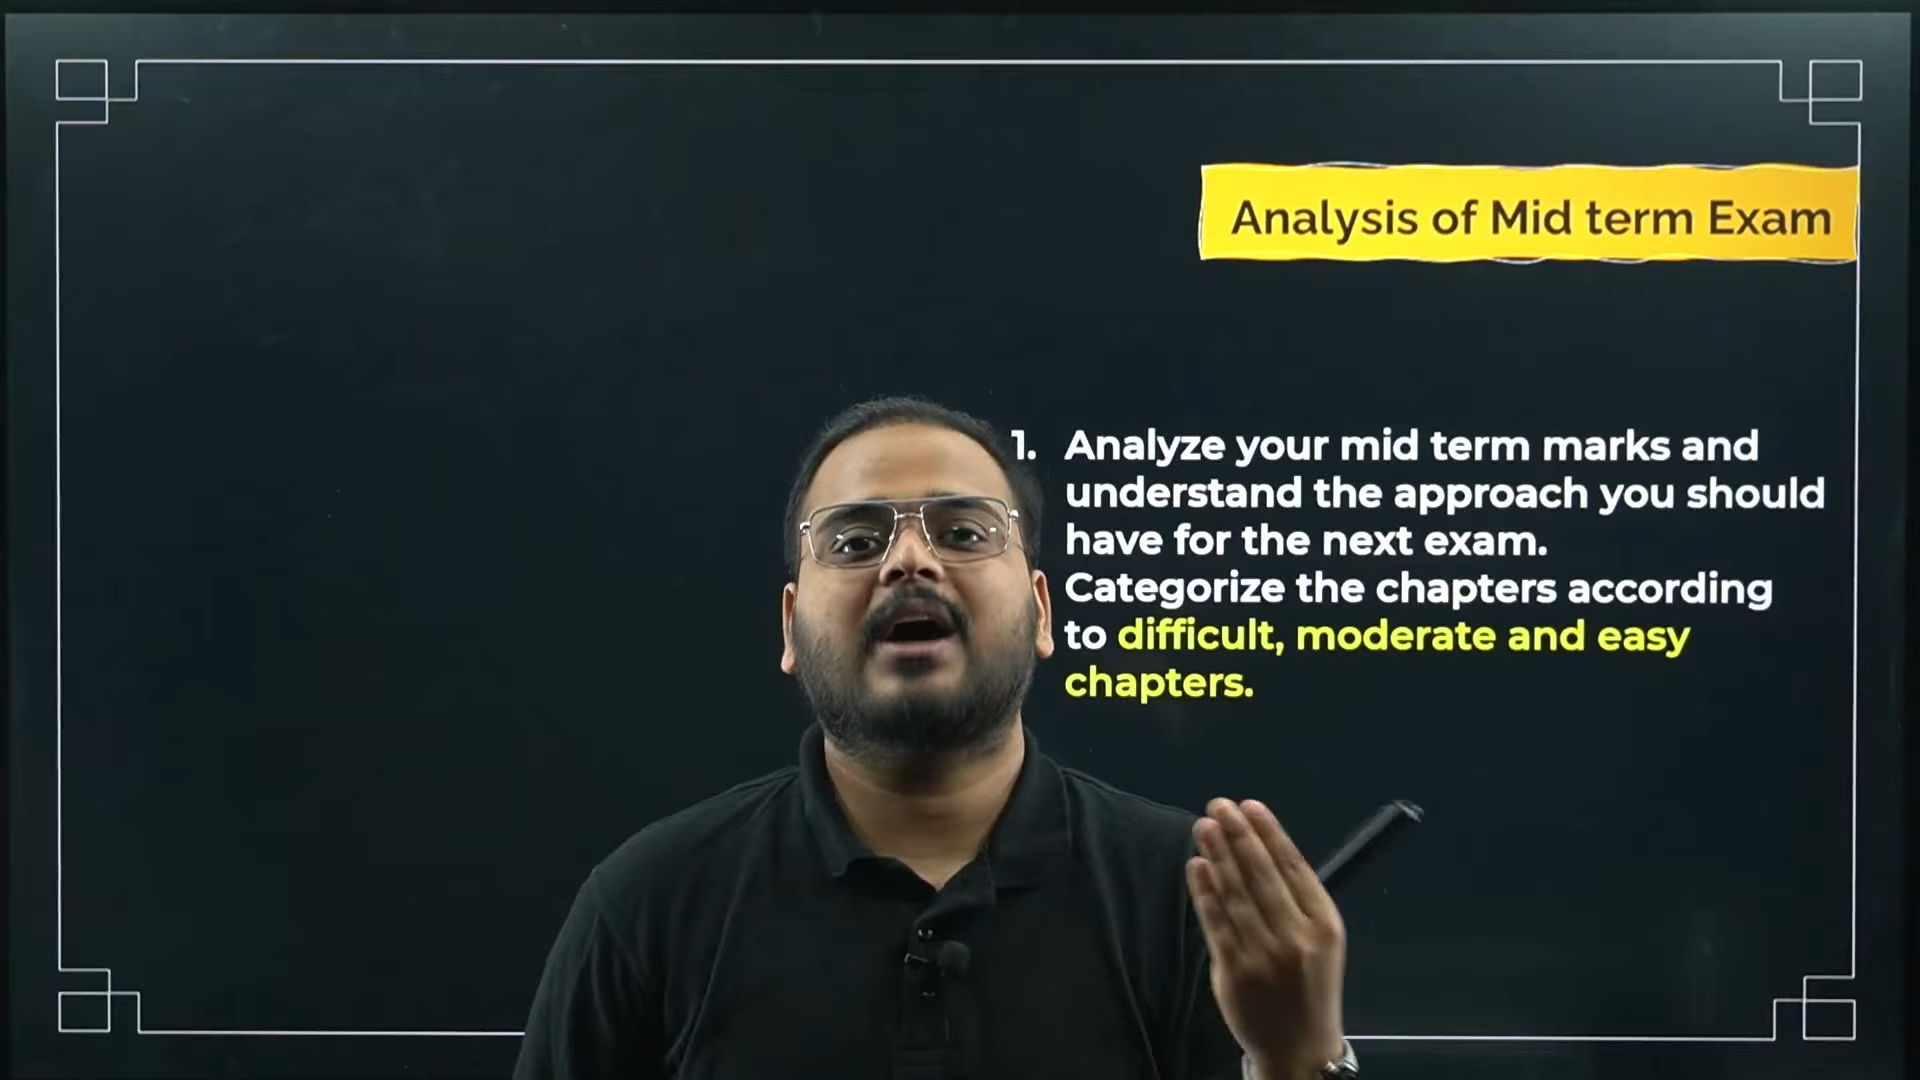 Analysis of Mid term Exam
1. Analyze your mid term marks and
understand the approach you should
have for the next exam.
Categorize the chapters according
to difficult, moderate and easy
chapters.